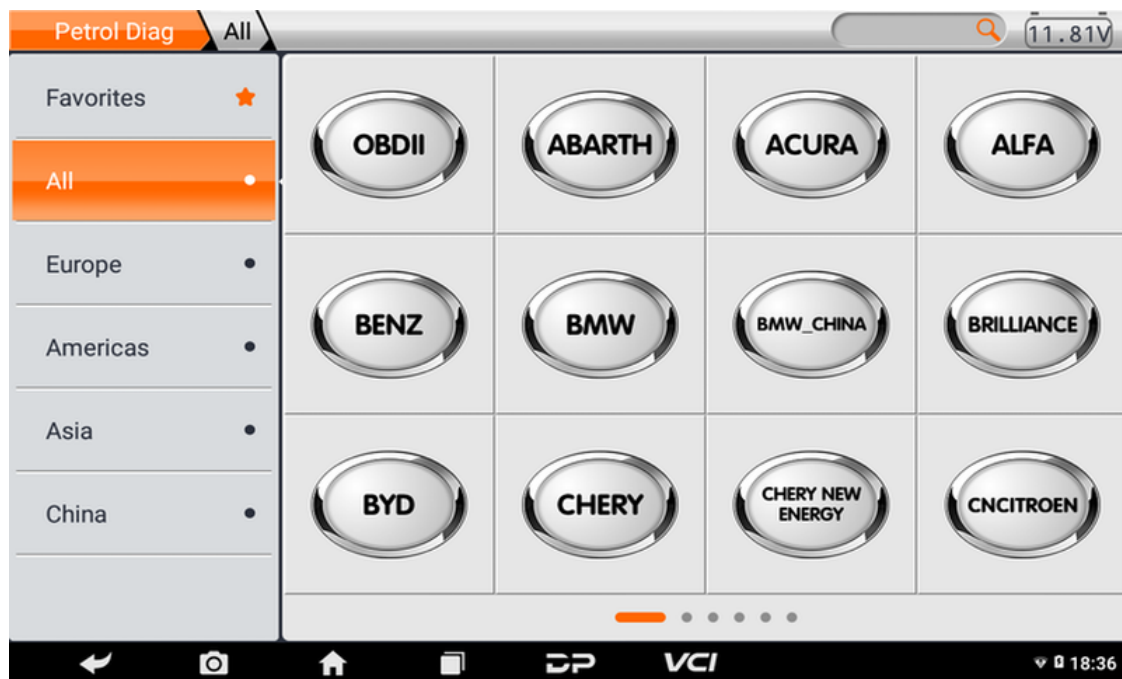 Petrol Diag
All
11.81V
Favorites
All
Europe
Americas
Asia
China
OBDII
ABARTH
ACURA
ALFA
BENZ
BMW
BMW_CHINA
BRILLIANCE
BYD
CHERY
CHERY NEW
ENERGY
CNCITROEN
DP
VCI
18:36